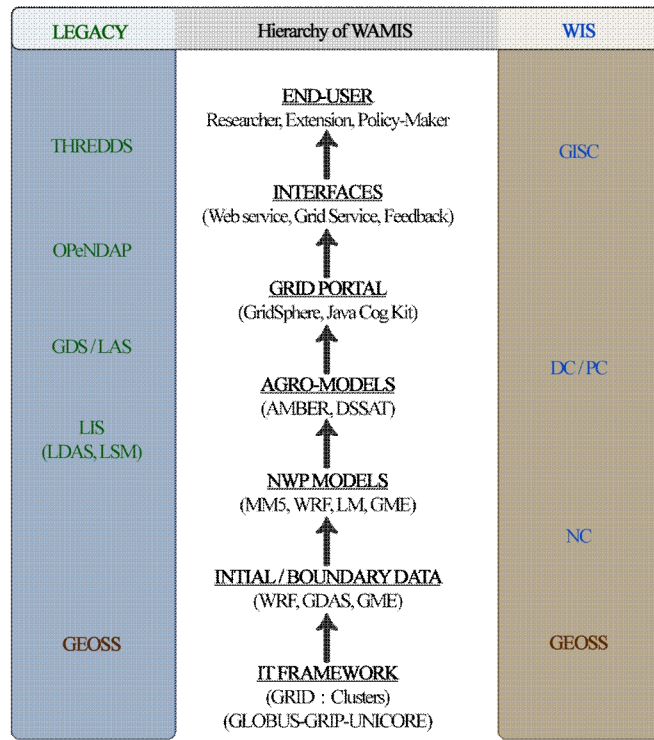 LEGACY
Hierarchy of WAMIS
WIS
END-USER
Researcher, Extension, Policy-Maker
THREDDS
GISC
INTERFACES
(Web service, Grid Service, Feedback)
OPeNDAP
GRID PORTAL
(GridSphere, Java Cog Kit)
GDS / LAS
DC / PC
AGRO-MODELS
(AMBER, DSSAT)
LIS
(LDAS, LSM)
NWP MODELS
(MM5, WRF, LM, GME)
NC
INTIAL / BOUNDARY DATA
(WRF, GDAS, GME)
GEOSS
GEOSS
IT FRAMEWORK
(GRID : Clusters)
(GLOBUS-GRIP-UNICORE)